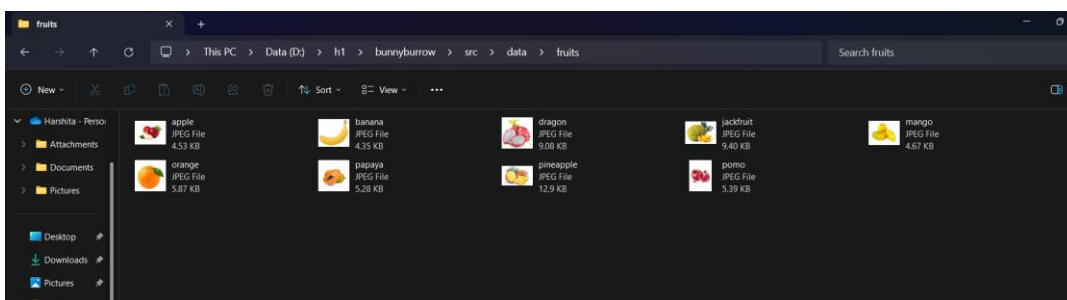 fruits
This PC > Data (D:) > h1 > bunnyburrow > src > data > fruits
Search fruits
New
Sort
View
Harshita - Persor
Attachments
Documents
Pictures
Desktop
Downloads
Pictures
apple
JPEG File
4.53 KB
banana
JPEG File
4.35 KB
dragon
JPEG File
9.08 KB
jackfruit
JPEG File
9.40 KB
mango
JPEG File
4.67 KB
orange
JPEG File
5.87 KB
papaya
JPEG File
5.28 KB
pineapple
JPEG File
12.9 KB
pomo
JPEG File
5.39 KB